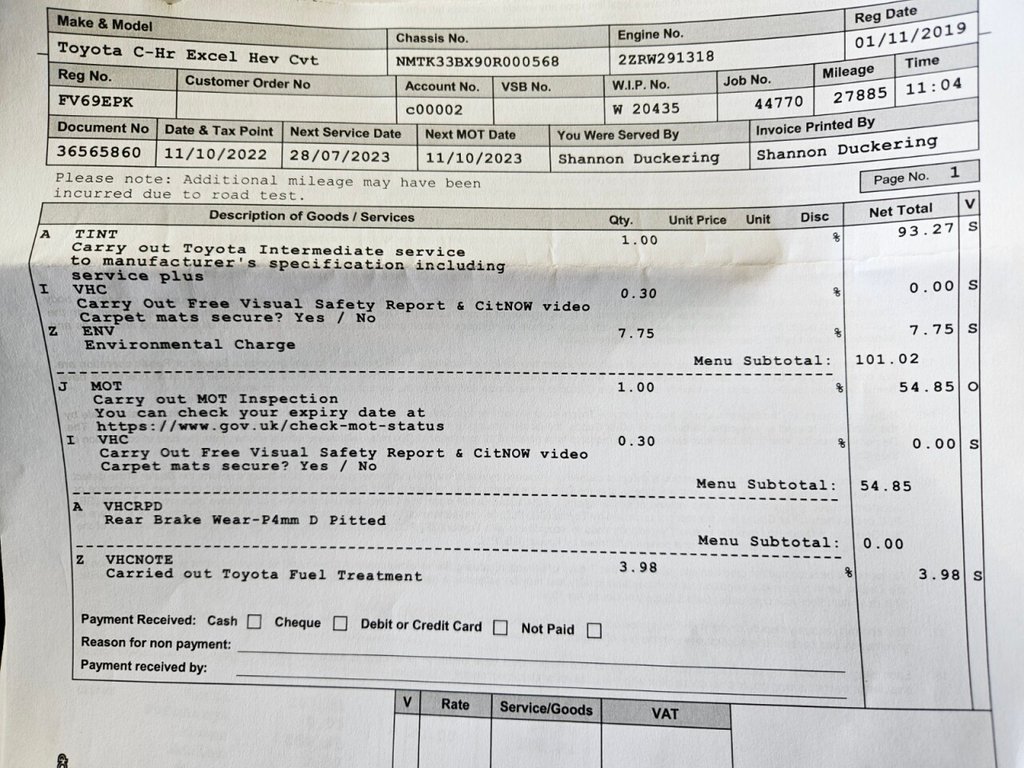 Make & Model
Toyota C-Hr Excel Hev Cvt
Chassis No.
NMTK33BX90R000568
Engine No.
2ZRW291318
Reg Date
01/11/2019
Reg No.
FV69EPK
Customer Order No
Account No.
c00002
VSB No.
W.I.P. No.
W 20435
Job No.
44770
Mileage
27885
Time
11:04
Document No
36565860
Date & Tax Point
11/10/2022
Next Service Date
28/07/2023
Next MOT Date
11/10/2023
You Were Served By
Shannon Duckering
Invoice Printed By
Shannon Duckering
Please note: Additional mileage may have been
incurred due to road test.
Page No. 1
Description of Goods / Services Qty. Unit Price Unit Disc Net Total V
A TINT 1.00 % 93.27 S
Carry out Toyota Intermediate service
to manufacturer's specification including
service plus
I VHC 0.30 % 0.00 S
Carry Out Free Visual Safety Report & CitNOW video
Carpet mats secure? Yes / No
Z ENV 7.75 % 7.75 S
Environmental Charge
Menu Subtotal: 101.02
J MOT 1.00 % 54.85 O
Carry out MOT Inspection
You can check your expiry date at
https://www.gov.uk/check-mot-status
I VHC 0.30 % 0.00 S
Carry Out Free Visual Safety Report & CitNOW video
Carpet mats secure? Yes / No
Menu Subtotal: 54.85
A VHCRPD
Rear Brake Wear-P4mm D Pitted
Menu Subtotal: 0.00
Z VHCNOTE 3.98 % 3.98 S
Carried out Toyota Fuel Treatment
Payment Received: Cash Cheque Debit or Credit Card Not Paid
Reason for non payment:
Payment received by:
V Rate Service/Goods VAT